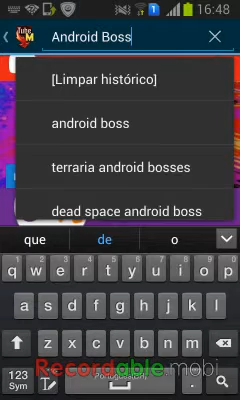 16:48
Tube
M
Android Boss
[Limpar histórico]
android boss
terraria android bosses
dead space android boss
que de o
q w e r t y u i o p
a s d f g h j k l
z x c v b n m
Recordable.mobi
123
Sym
Português(Br)
.